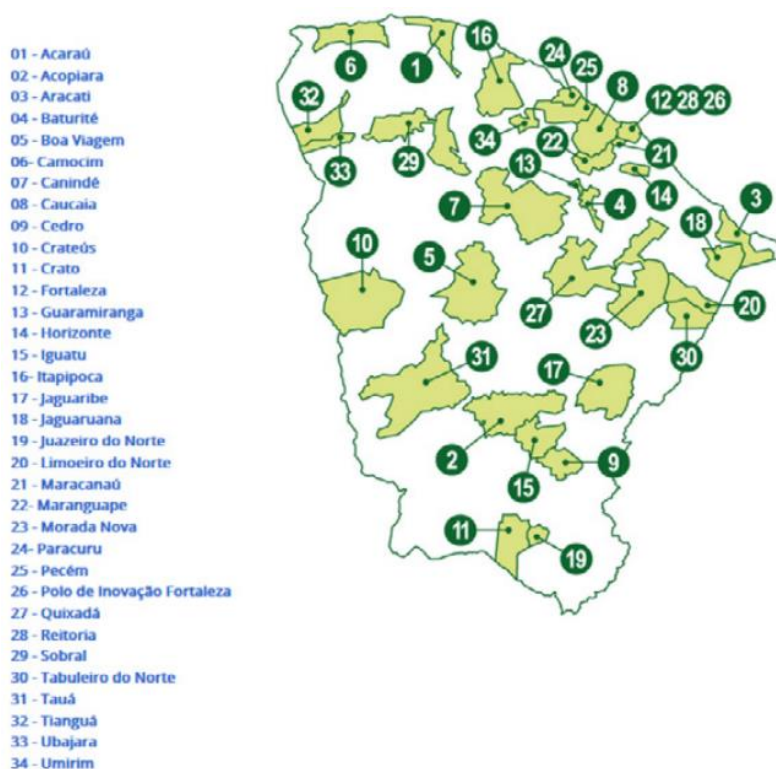 01 - Acaraú
02 - Acopiara
03 - Aracati
04 - Baturité
05 - Boa Viagem
06- Camocim
07 - Canindé
08 - Caucaia
09 - Cedro
10 - Crateús
11 - Crato
12 - Fortaleza
13 - Guaramiranga
14 - Horizonte
15 - Iguatu
16- Itapipoca
17 - Jaguaribe
18 - Jaguaruana
19 - Juazeiro do Norte
20 - Limoeiro do Norte
21 - Maracanaú
22- Maranguape
23 - Morada Nova
24- Paracuru
25 - Pecém
26 - Polo de Inovação Fortaleza
27 - Quixadá
28 - Reitoria
29 - Sobral
30 - Tabuleiro do Norte
31 - Tauá
32 - Tianguá
33 - Ubajara
34 - Umirim
6
1
16
24
25
8
12 28 26
32
33
29
34
22
21
13
14
7
4
3
18
10
5
27
23
20
30
31
17
2
15
9
11
19